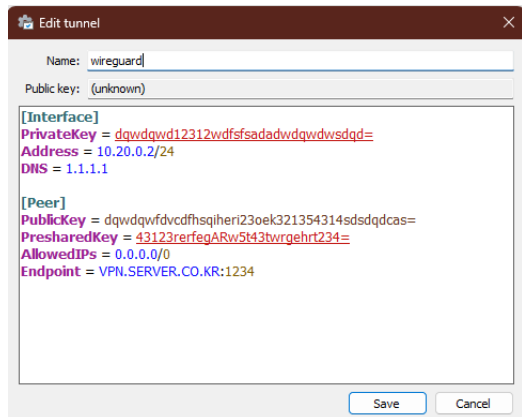 Edit tunnel
Name: wireguard
Public key: (unknown)
[Interface]
PrivateKey = dqwdqwd12312wdfsfsadadwdqwdwsdqd=
Address = 10.20.0.2/24
DNS = 1.1.1.1
[Peer]
PublicKey = dqwdqwfdvcdfhsqiheri23oek321354314sdsdqdcas=
PresharedKey = 43123rerfegARw5t43twrgehrt234=
AllowedIPs = 0.0.0.0/0
Endpoint = VPN.SERVER.CO.KR:1234
Save Cancel